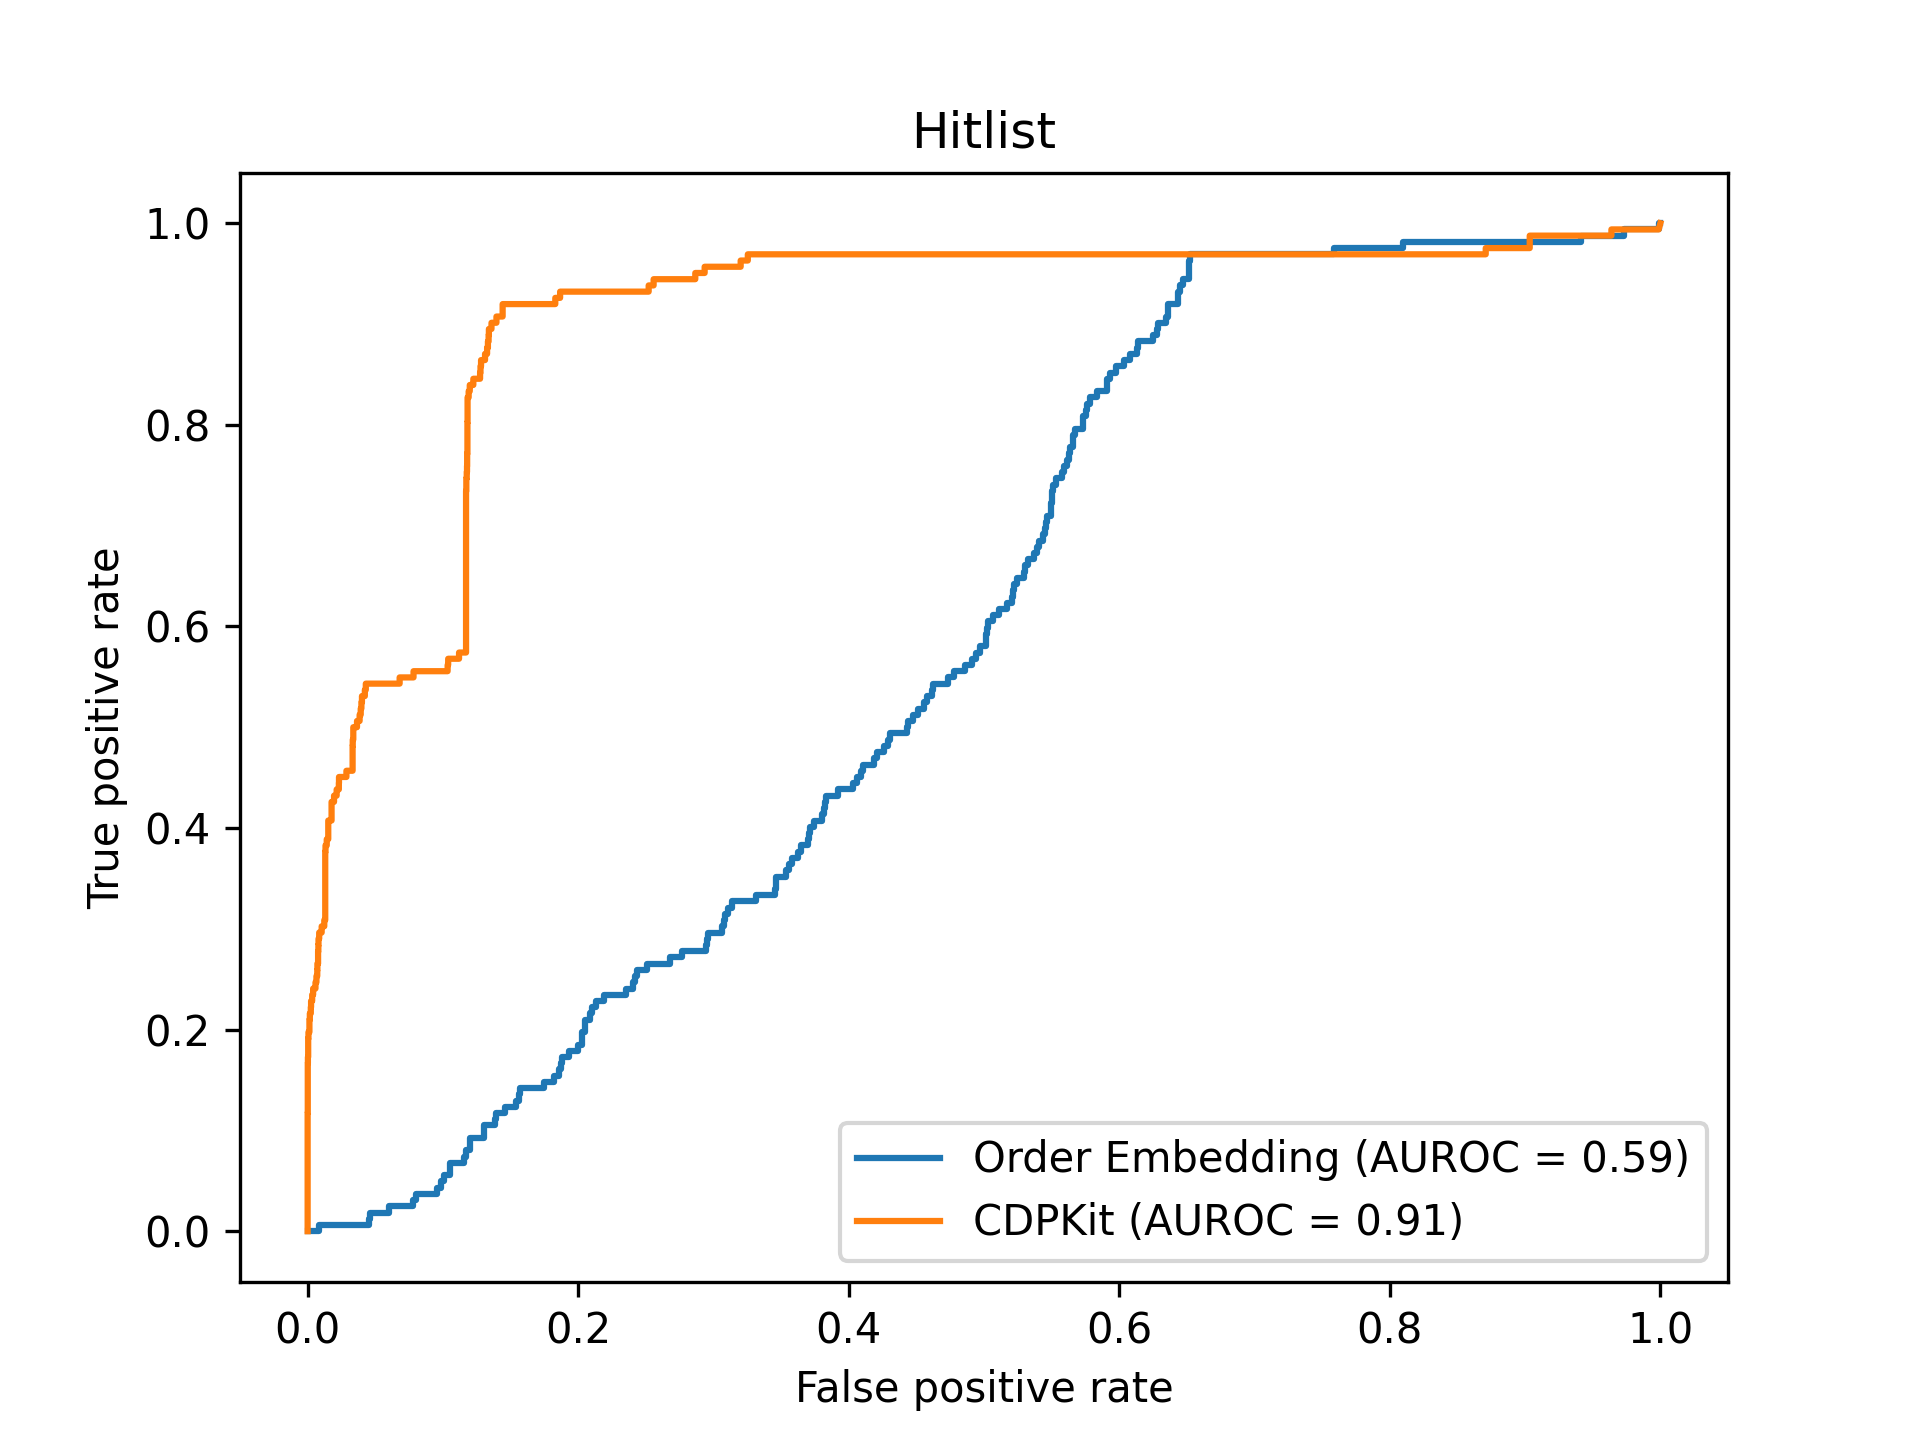 Hitlist
True positive rate
1.0
0.8
0.6
0.4
0.2
0.0
Order Embedding (AUROC = 0.59)
CDPKit (AUROC = 0.91)
0.0 0.2 0.4 0.6 0.8 1.0
False positive rate